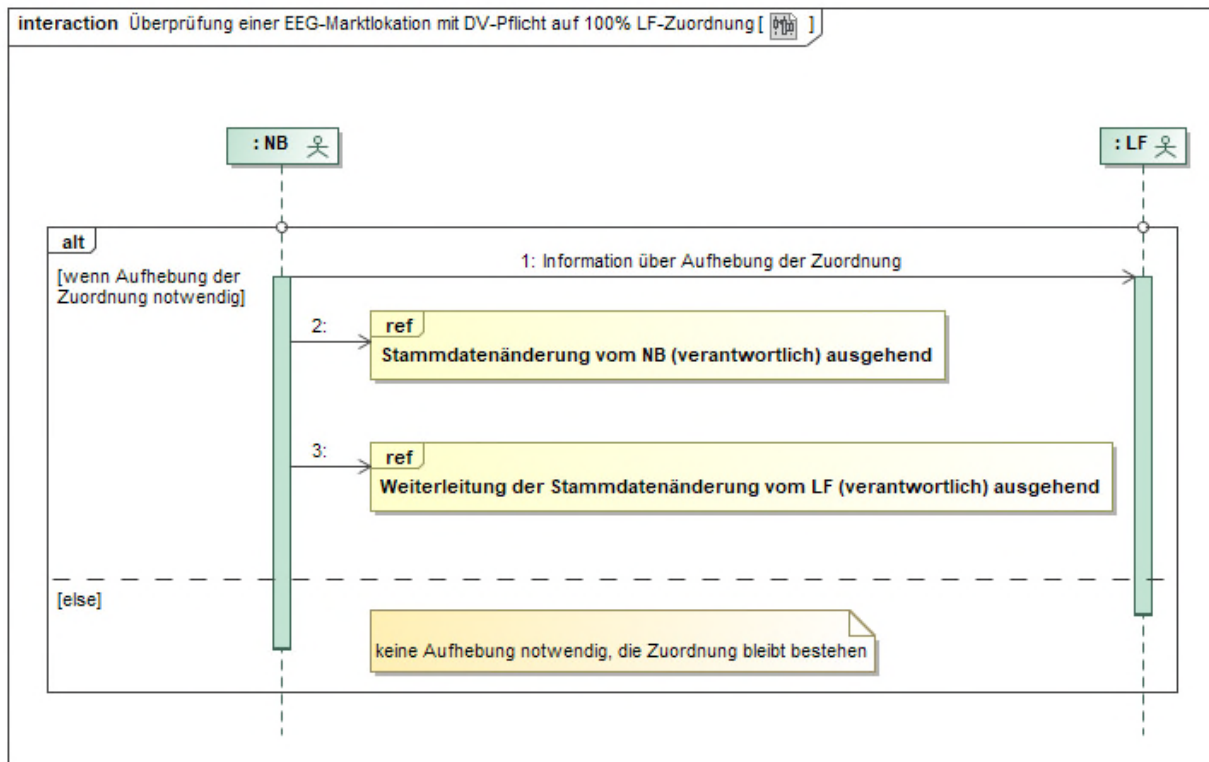 interaction Überprüfung einer EEG-Marktlokation mit DV-Pflicht auf 100% LF-Zuordnung [ ]
: NB
: LF
alt
[wenn Aufhebung der
Zuordnung notwendig]
1: Information über Aufhebung der Zuordnung
2:
ref
Stammdatenänderung vom NB (verantwortlich) ausgehend
3:
ref
Weiterleitung der Stammdatenänderung vom LF (verantwortlich) ausgehend
[else]
keine Aufhebung notwendig, die Zuordnung bleibt bestehen